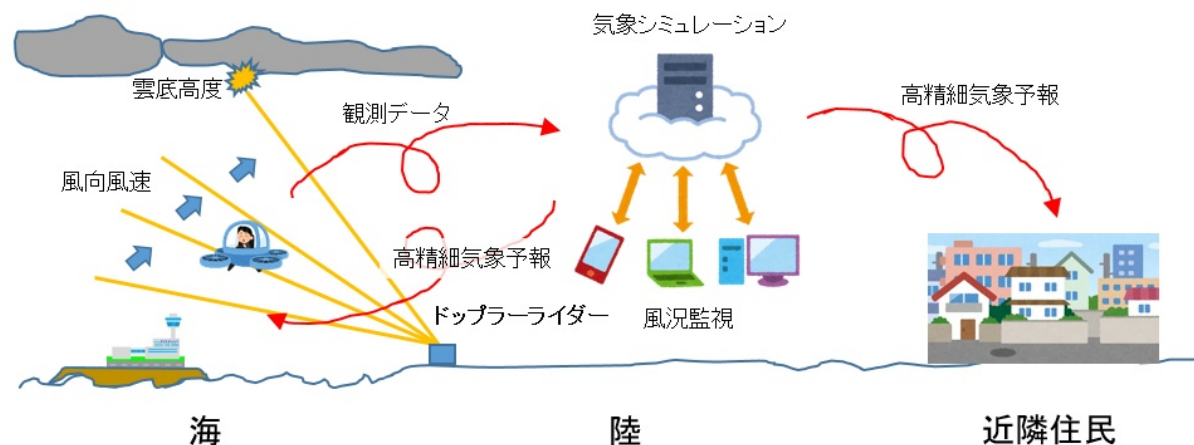 気象シミュレーション
雲底高度
観測データ
高精細気象予報
風向風速
高精細気象予報
ドップラーライダー
風況監視
海
陸
近隣住民